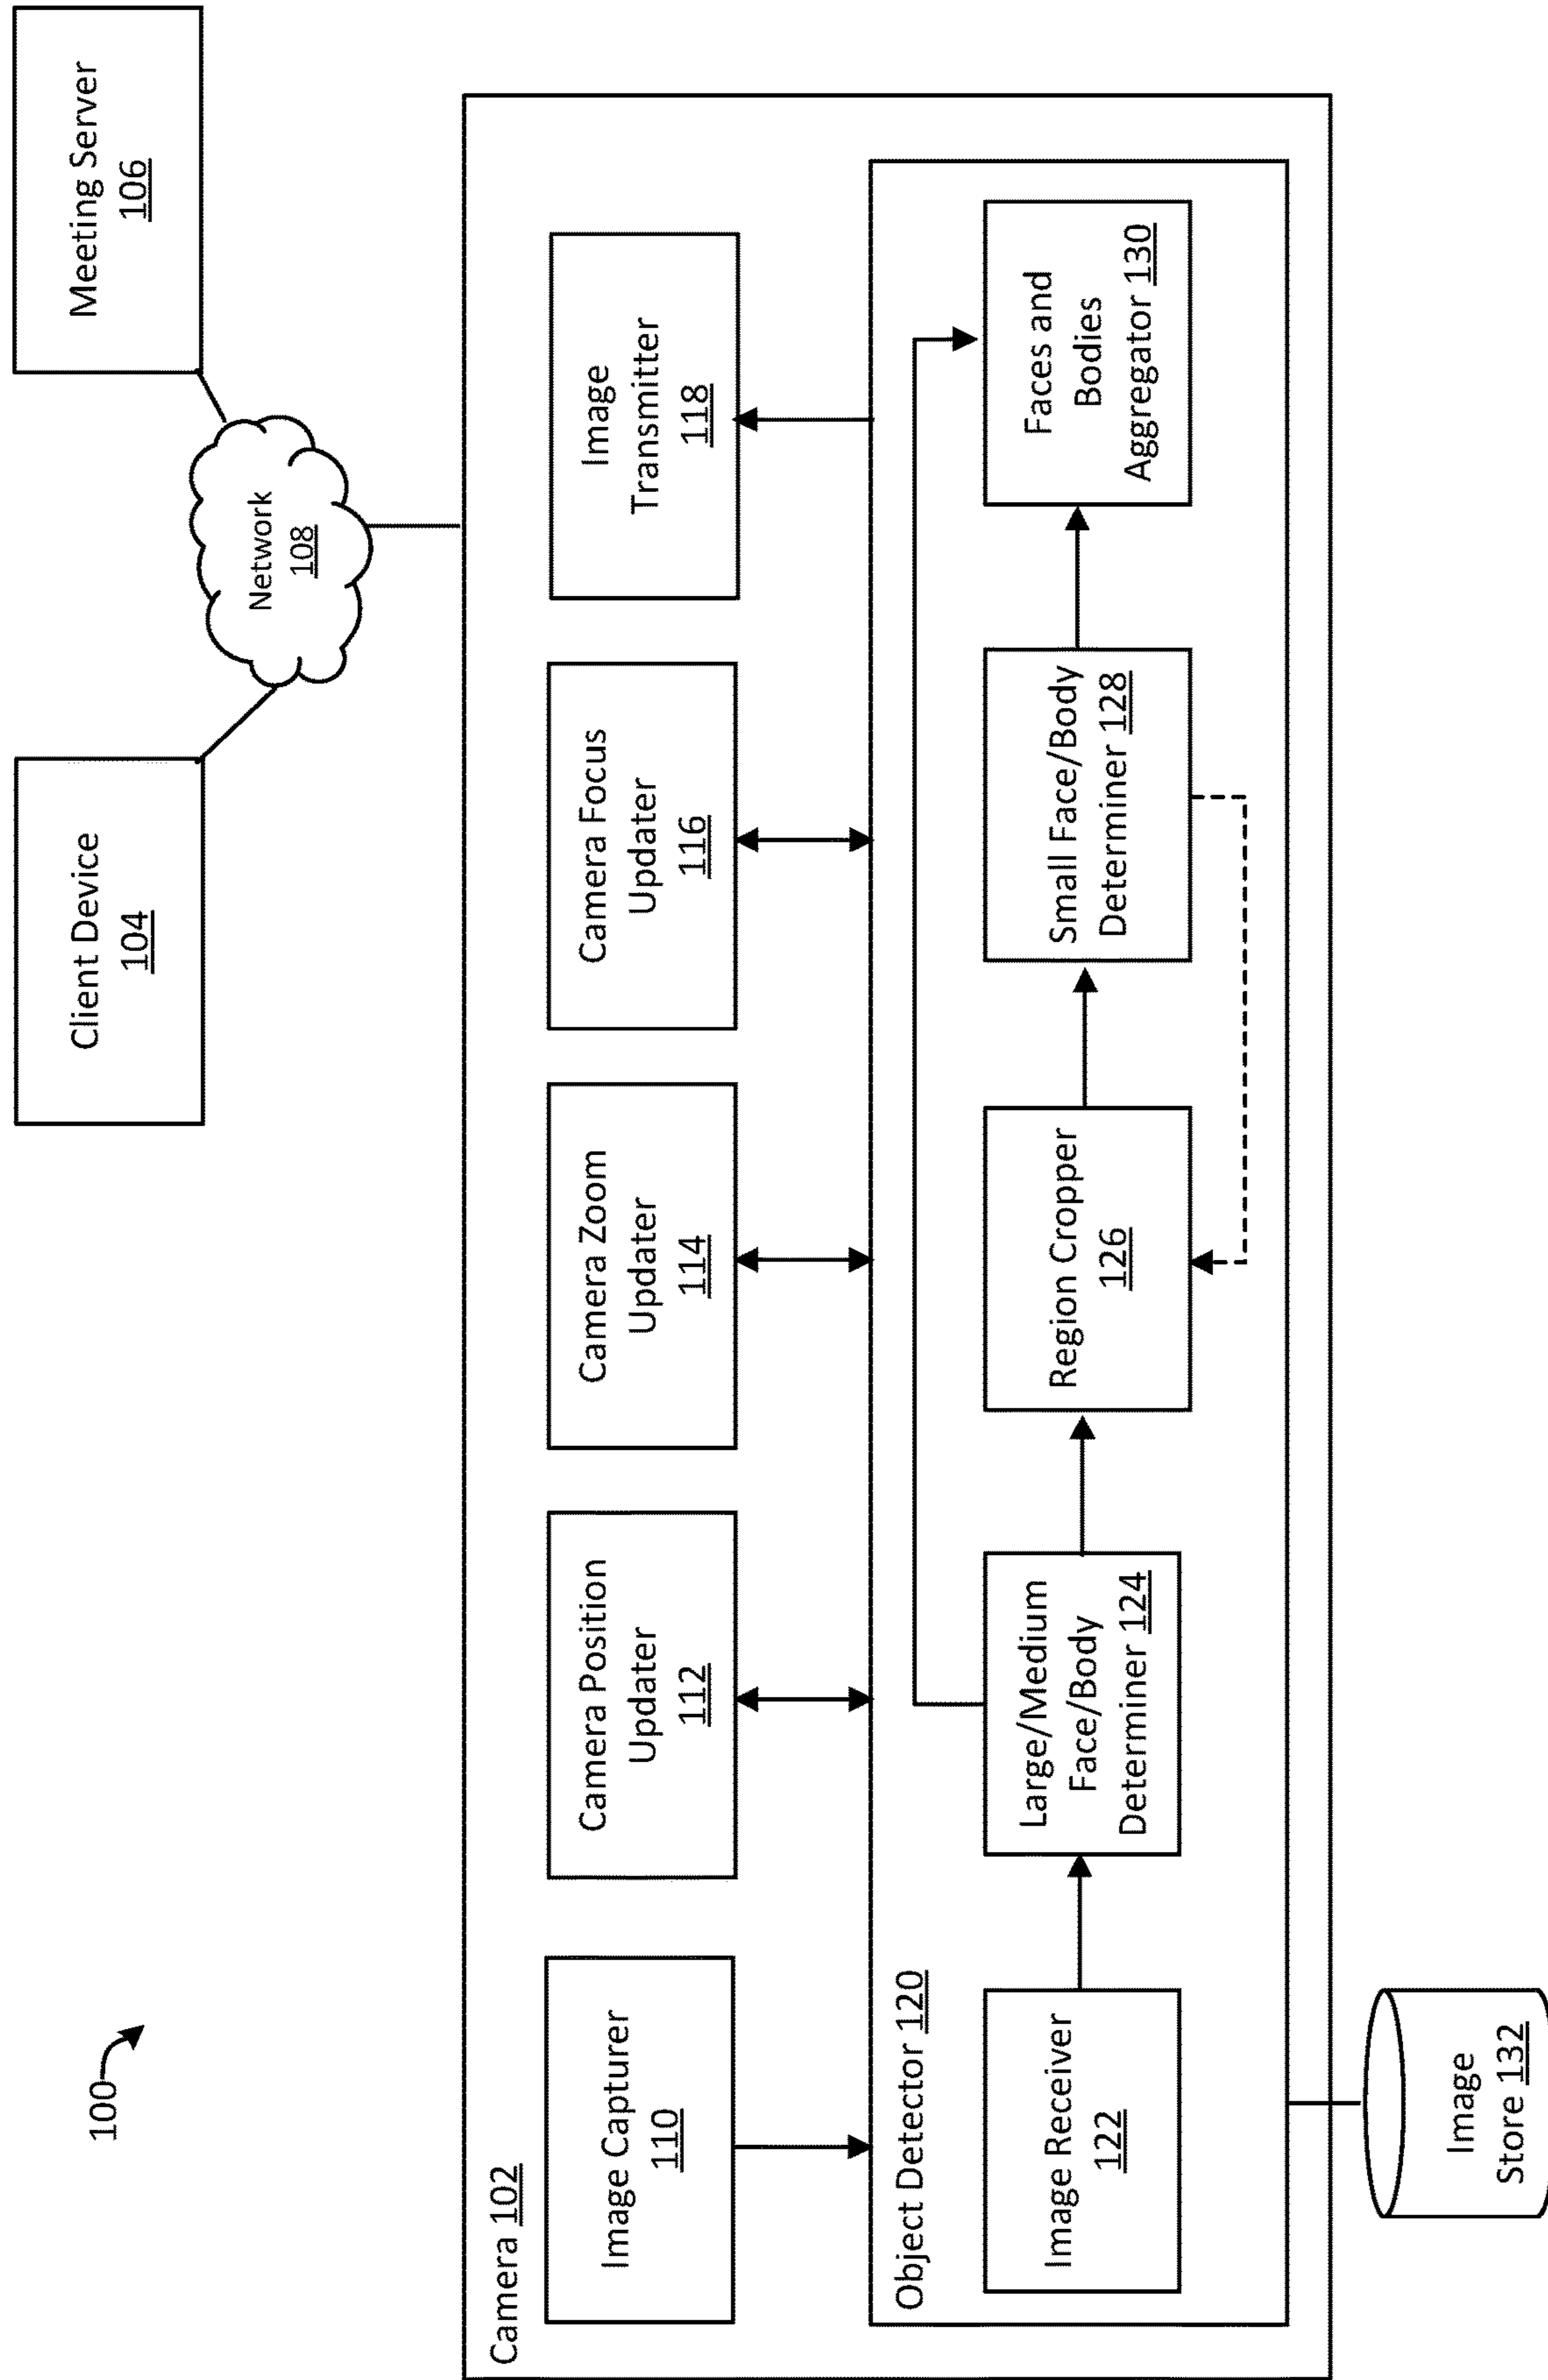 100
Client Device
104
Meeting Server
106
Network
108
Camera 102
Image Capturer
110
Camera Position
Updater
112
Camera Zoom
Updater
114
Camera Focus
Updater
116
Image
Transmitter
118
Object Detector 120
Image Receiver
122
Large/Medium
Face/Body
Determiner 124
Region Cropper
126
Small Face/Body
Determiner 128
Faces and
Bodies
Aggregator 130
Image
Store 132